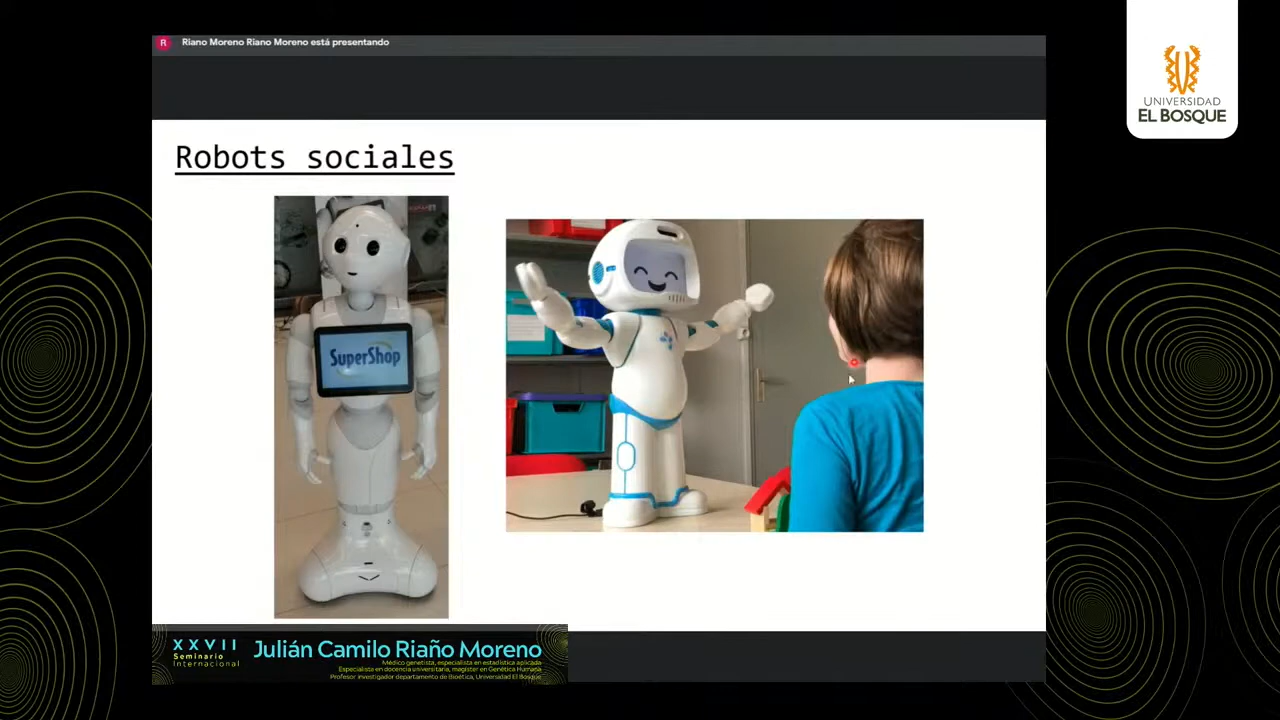 R Riano Moreno Riano Moreno está presentando
UNIVERSIDAD
EL BOSQUE
Robots sociales
SuperShop
XXVII
Seminario
Internacional
Julián Camilo Riaño Moreno
Médico genetista, especialista en estadística aplicada
Especialista en docencia universitaria, magíster en Genética Humana
Profesor investigador departamento de Bioética, Universidad El Bosque